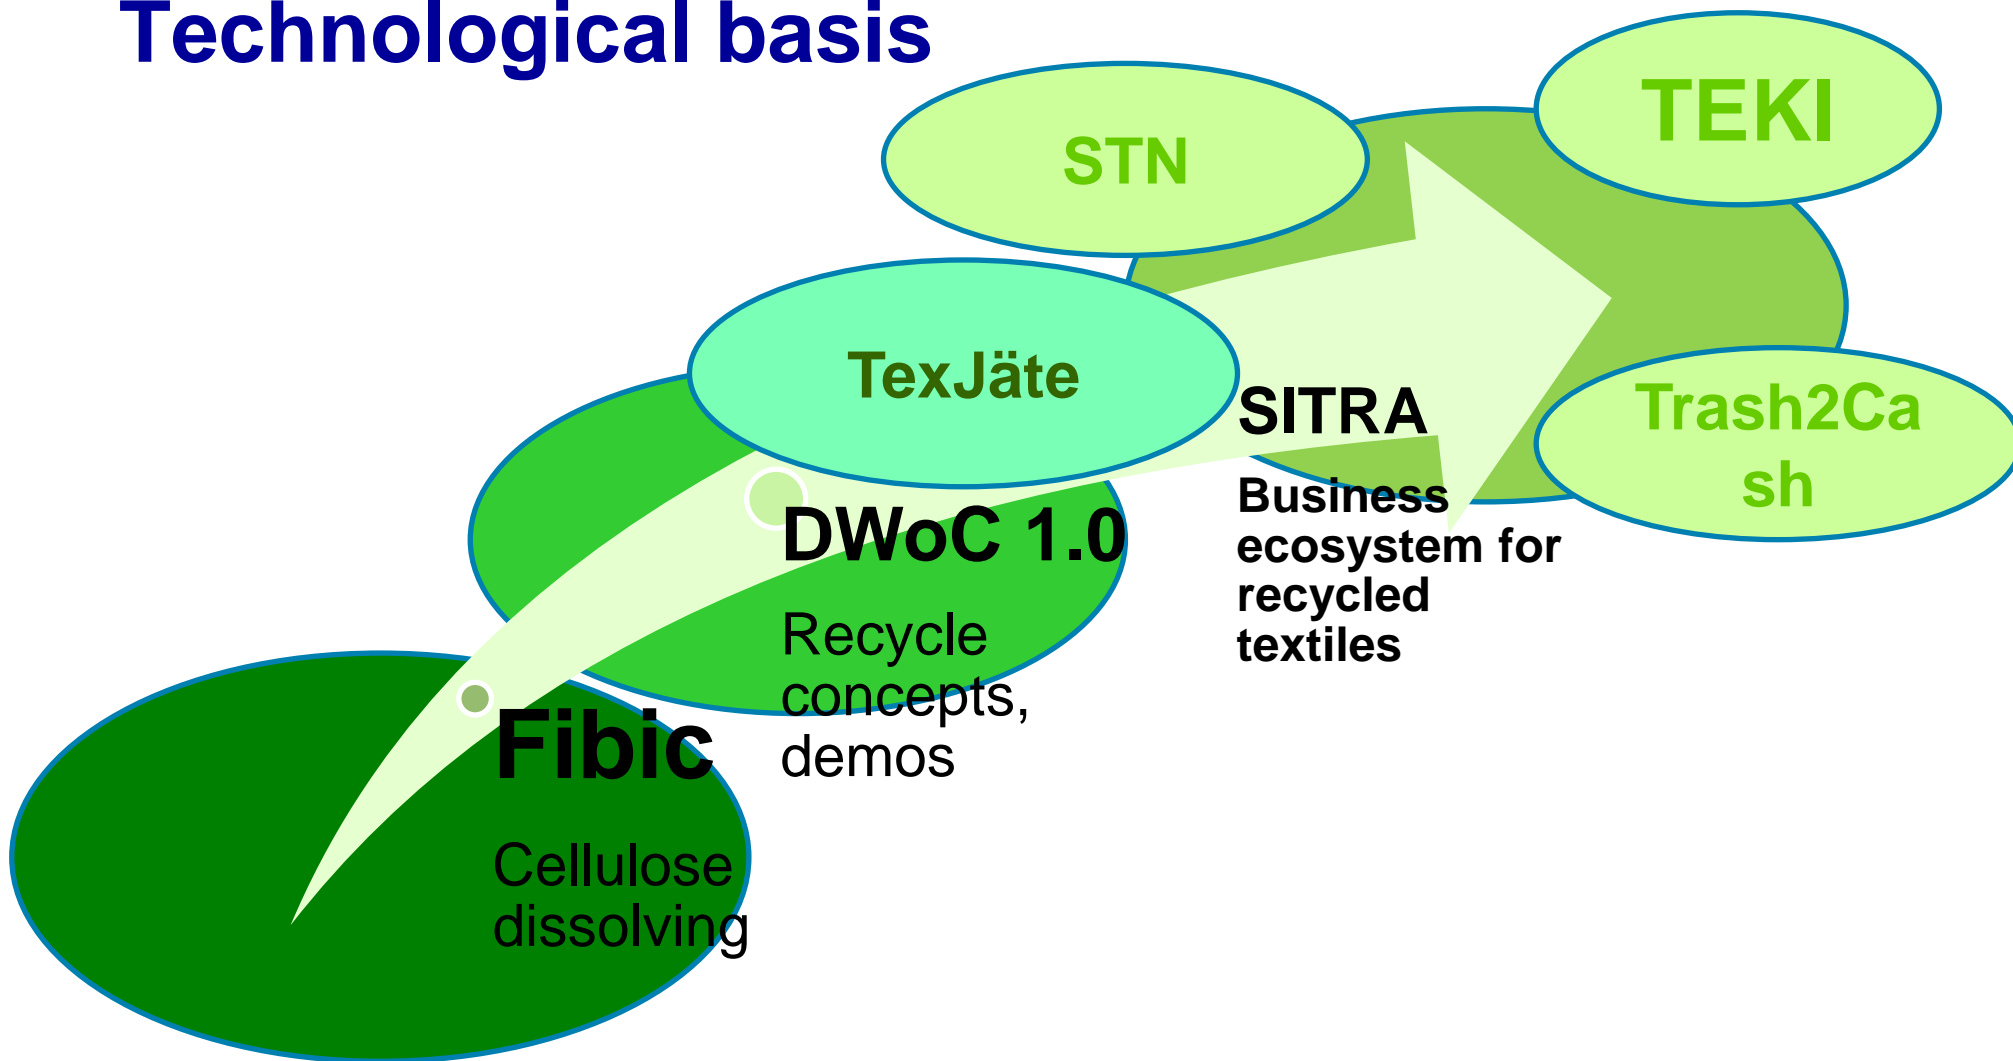 Technological basis
TEKI
STN
TexJäte
SITRA
Trash2Ca
sh
Business
ecosystem for
recycled
textiles
DWoC 1.0
Recycle
concepts,
demos
Fibic
Cellulose
dissolving